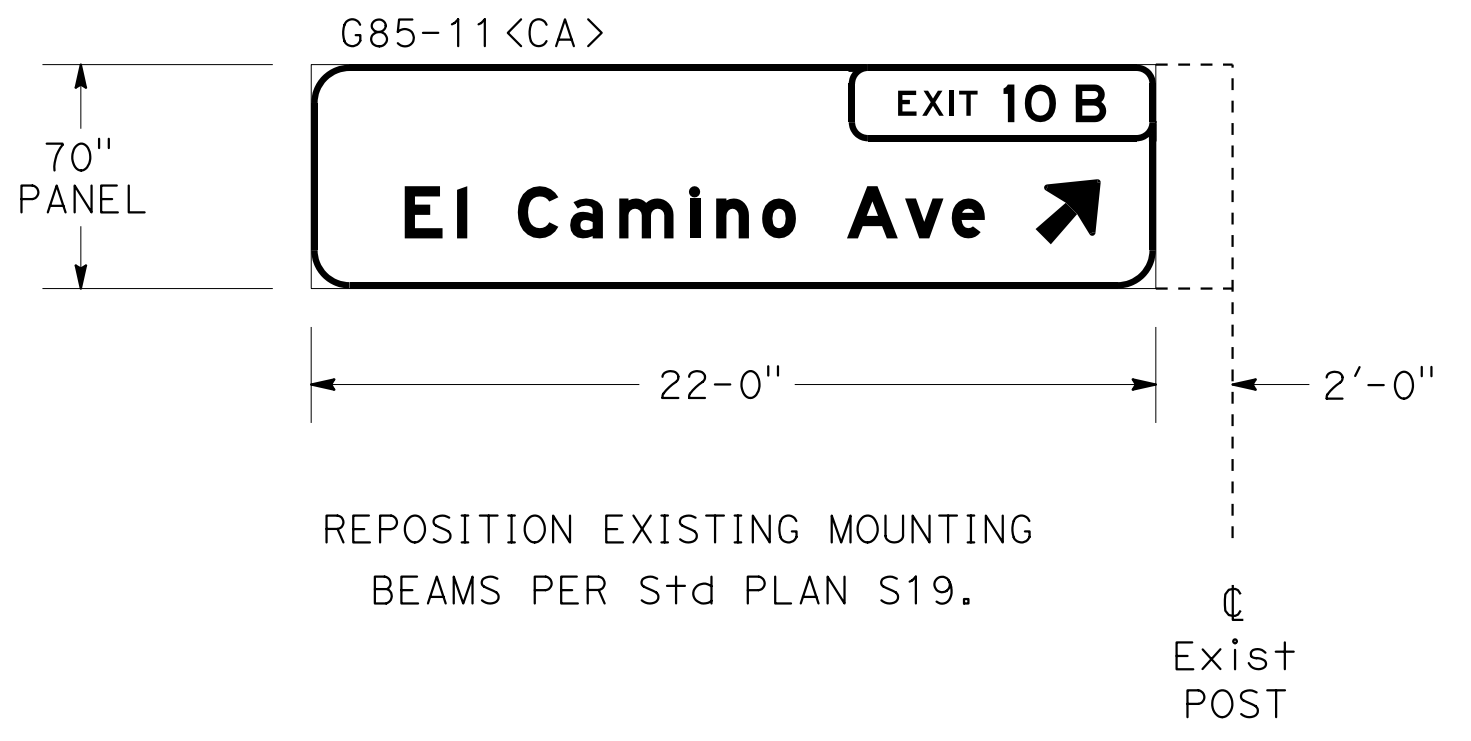 G85-11<CA>
EXIT 10 B
70"
PANEL
El Camino Ave
22-0"
2'-0"
REPOSITION EXISTING MOUNTING
BEAMS PER Std PLAN S19.
℄
Exist
POST